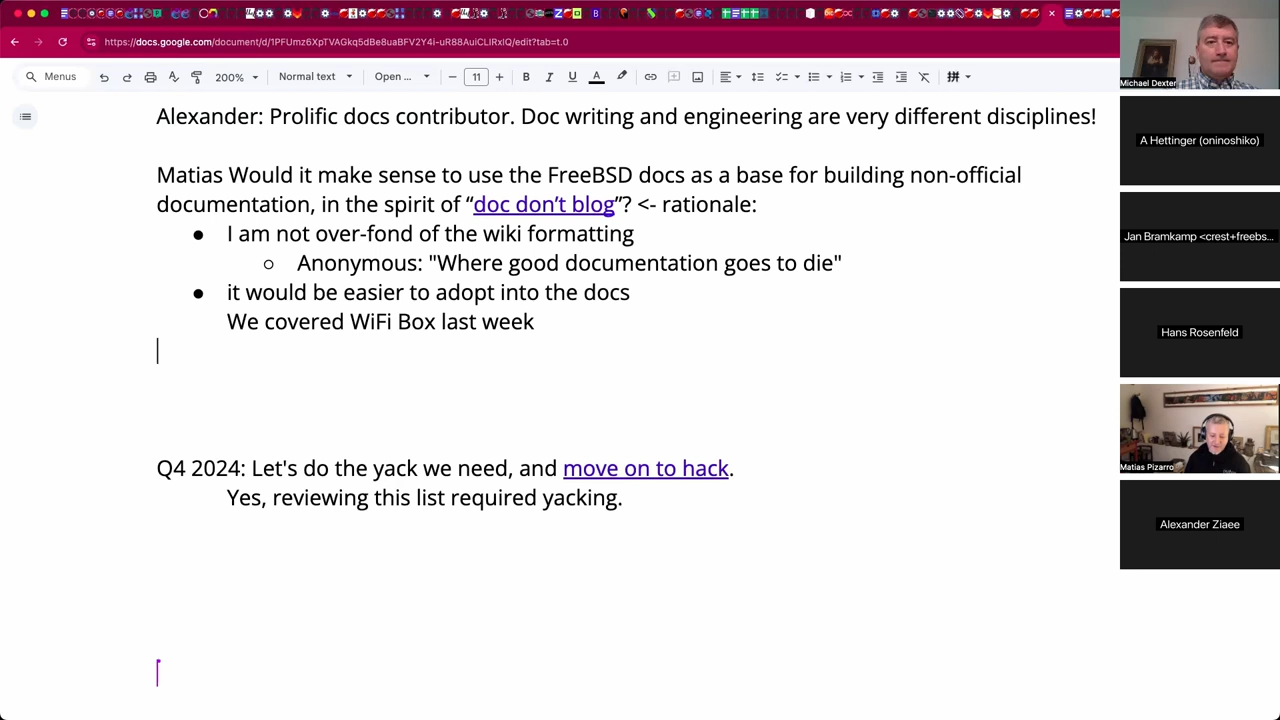 https://docs.google.com/document/d/1PFUmz6XpTVAGkq5dBe8uaBFV2Y4i-uR88AuiCLIRxIQ/edit?tab=t.0
Menus
200%
Normal text
Open ...
11
Alexander: Prolific docs contributor. Doc writing and engineering are very different disciplines!
Matias Would it make sense to use the FreeBSD docs as a base for building non-official
documentation, in the spirit of “doc don’t blog”? <- rationale:
● I am not over-fond of the wiki formatting
○ Anonymous: "Where good documentation goes to die"
● it would be easier to adopt into the docs
We covered WiFi Box last week
Q4 2024: Let's do the yack we need, and move on to hack.
Yes, reviewing this list required yacking.
Michael Dexter
A Hettinger (oninoshiko)
Jan Bramkamp <crest+freebs...
Hans Rosenfeld
Matias Pizarro
Alexander Ziaee